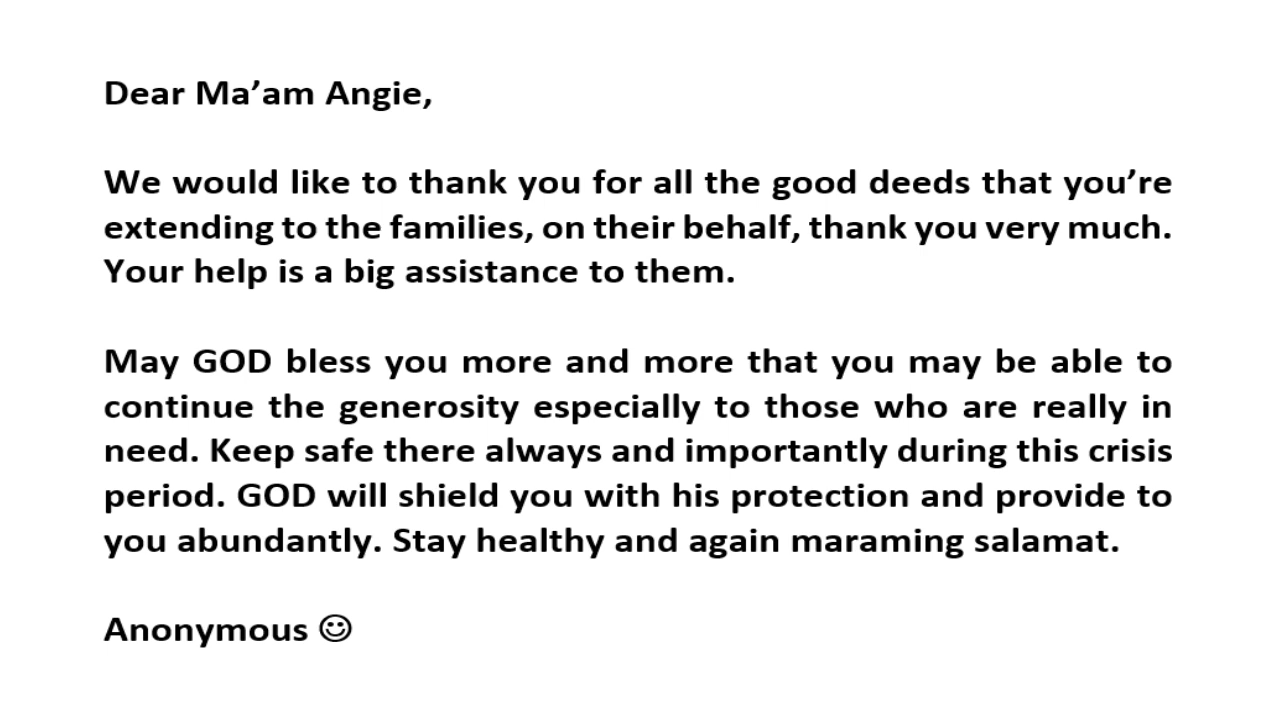 Dear Ma’am Angie,
We would like to thank you for all the good deeds that you’re
extending to the families, on their behalf, thank you very much.
Your help is a big assistance to them.
May GOD bless you more and more that you may be able to
continue the generosity especially to those who are really in
need. Keep safe there always and importantly during this crisis
period. GOD will shield you with his protection and provide to
you abundantly. Stay healthy and again maraming salamat.
Anonymous ☺